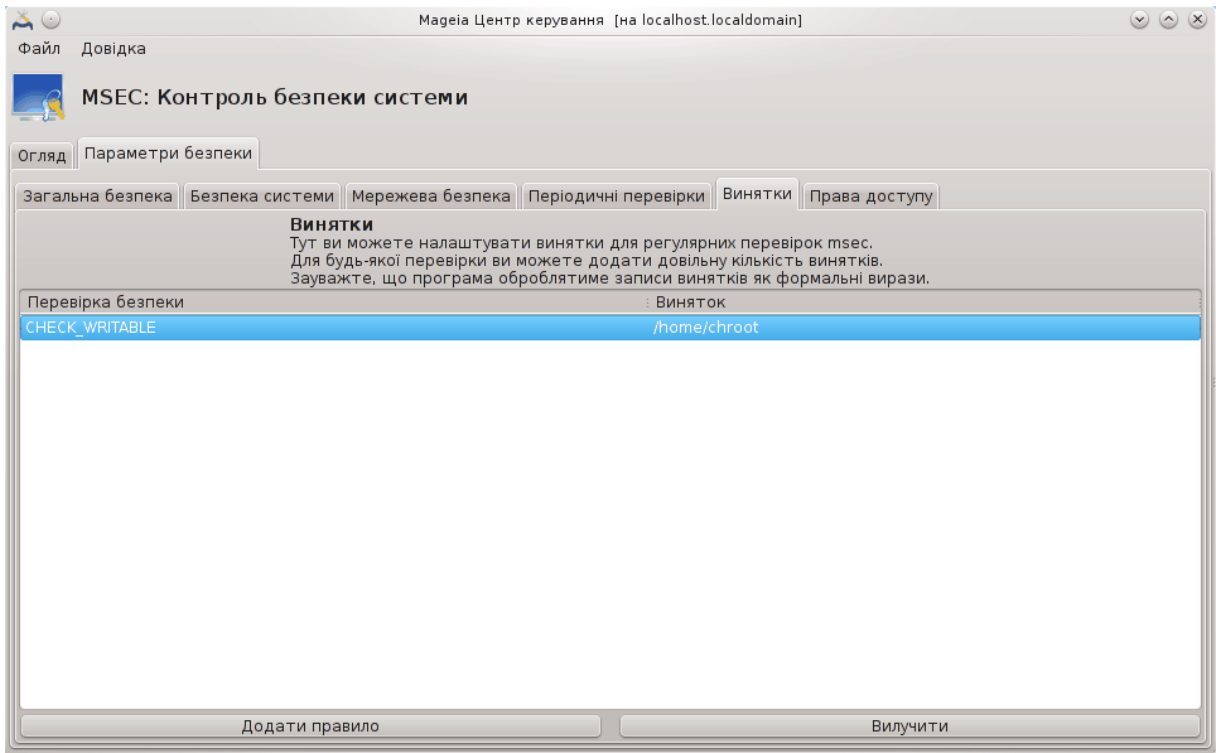 Mageia Центр керування [на localhost.localdomain]
Файл Довідка
MSEC: Контроль безпеки системи
Огляд Параметри безпеки
Загальна безпека Безпека системи Мережева безпека Періодичні перевірки Винятки Права доступу
Винятки
Тут ви можете налаштувати винятки для регулярних перевірок msec.
Для будь-якої перевірки ви можете додати довільну кількість винятків.
Зауважте, що програма оброблятиме записи винятків як формальні вирази.
Перевірка безпеки Виняток
CHECK_WRITABLE /home/chroot
Додати правило Вилучити